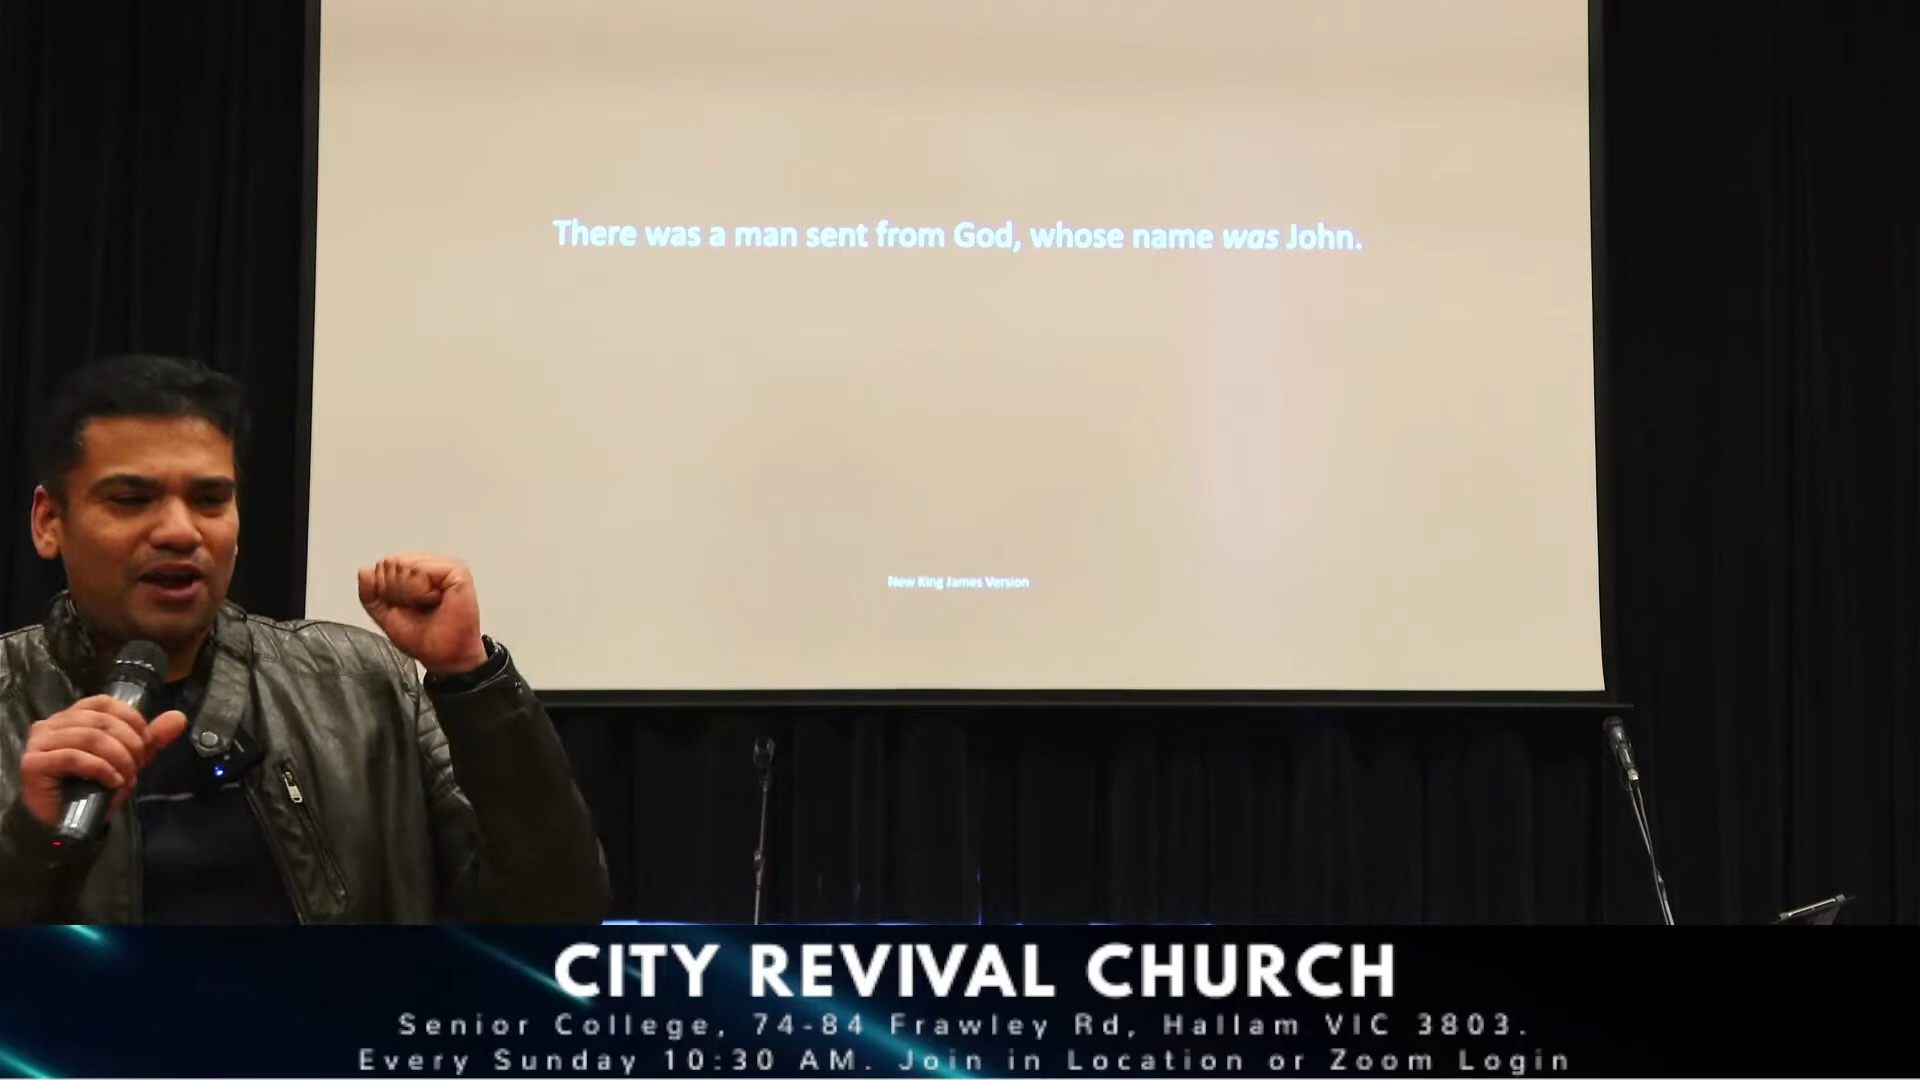 There was a man sent from God, whose name was John.
New King James Version
CITY REVIVAL CHURCH
Senior College, 74-84 Frawley Rd, Hallam VIC 3803.
Every Sunday 10:30 AM. Join in Location or Zoom Login